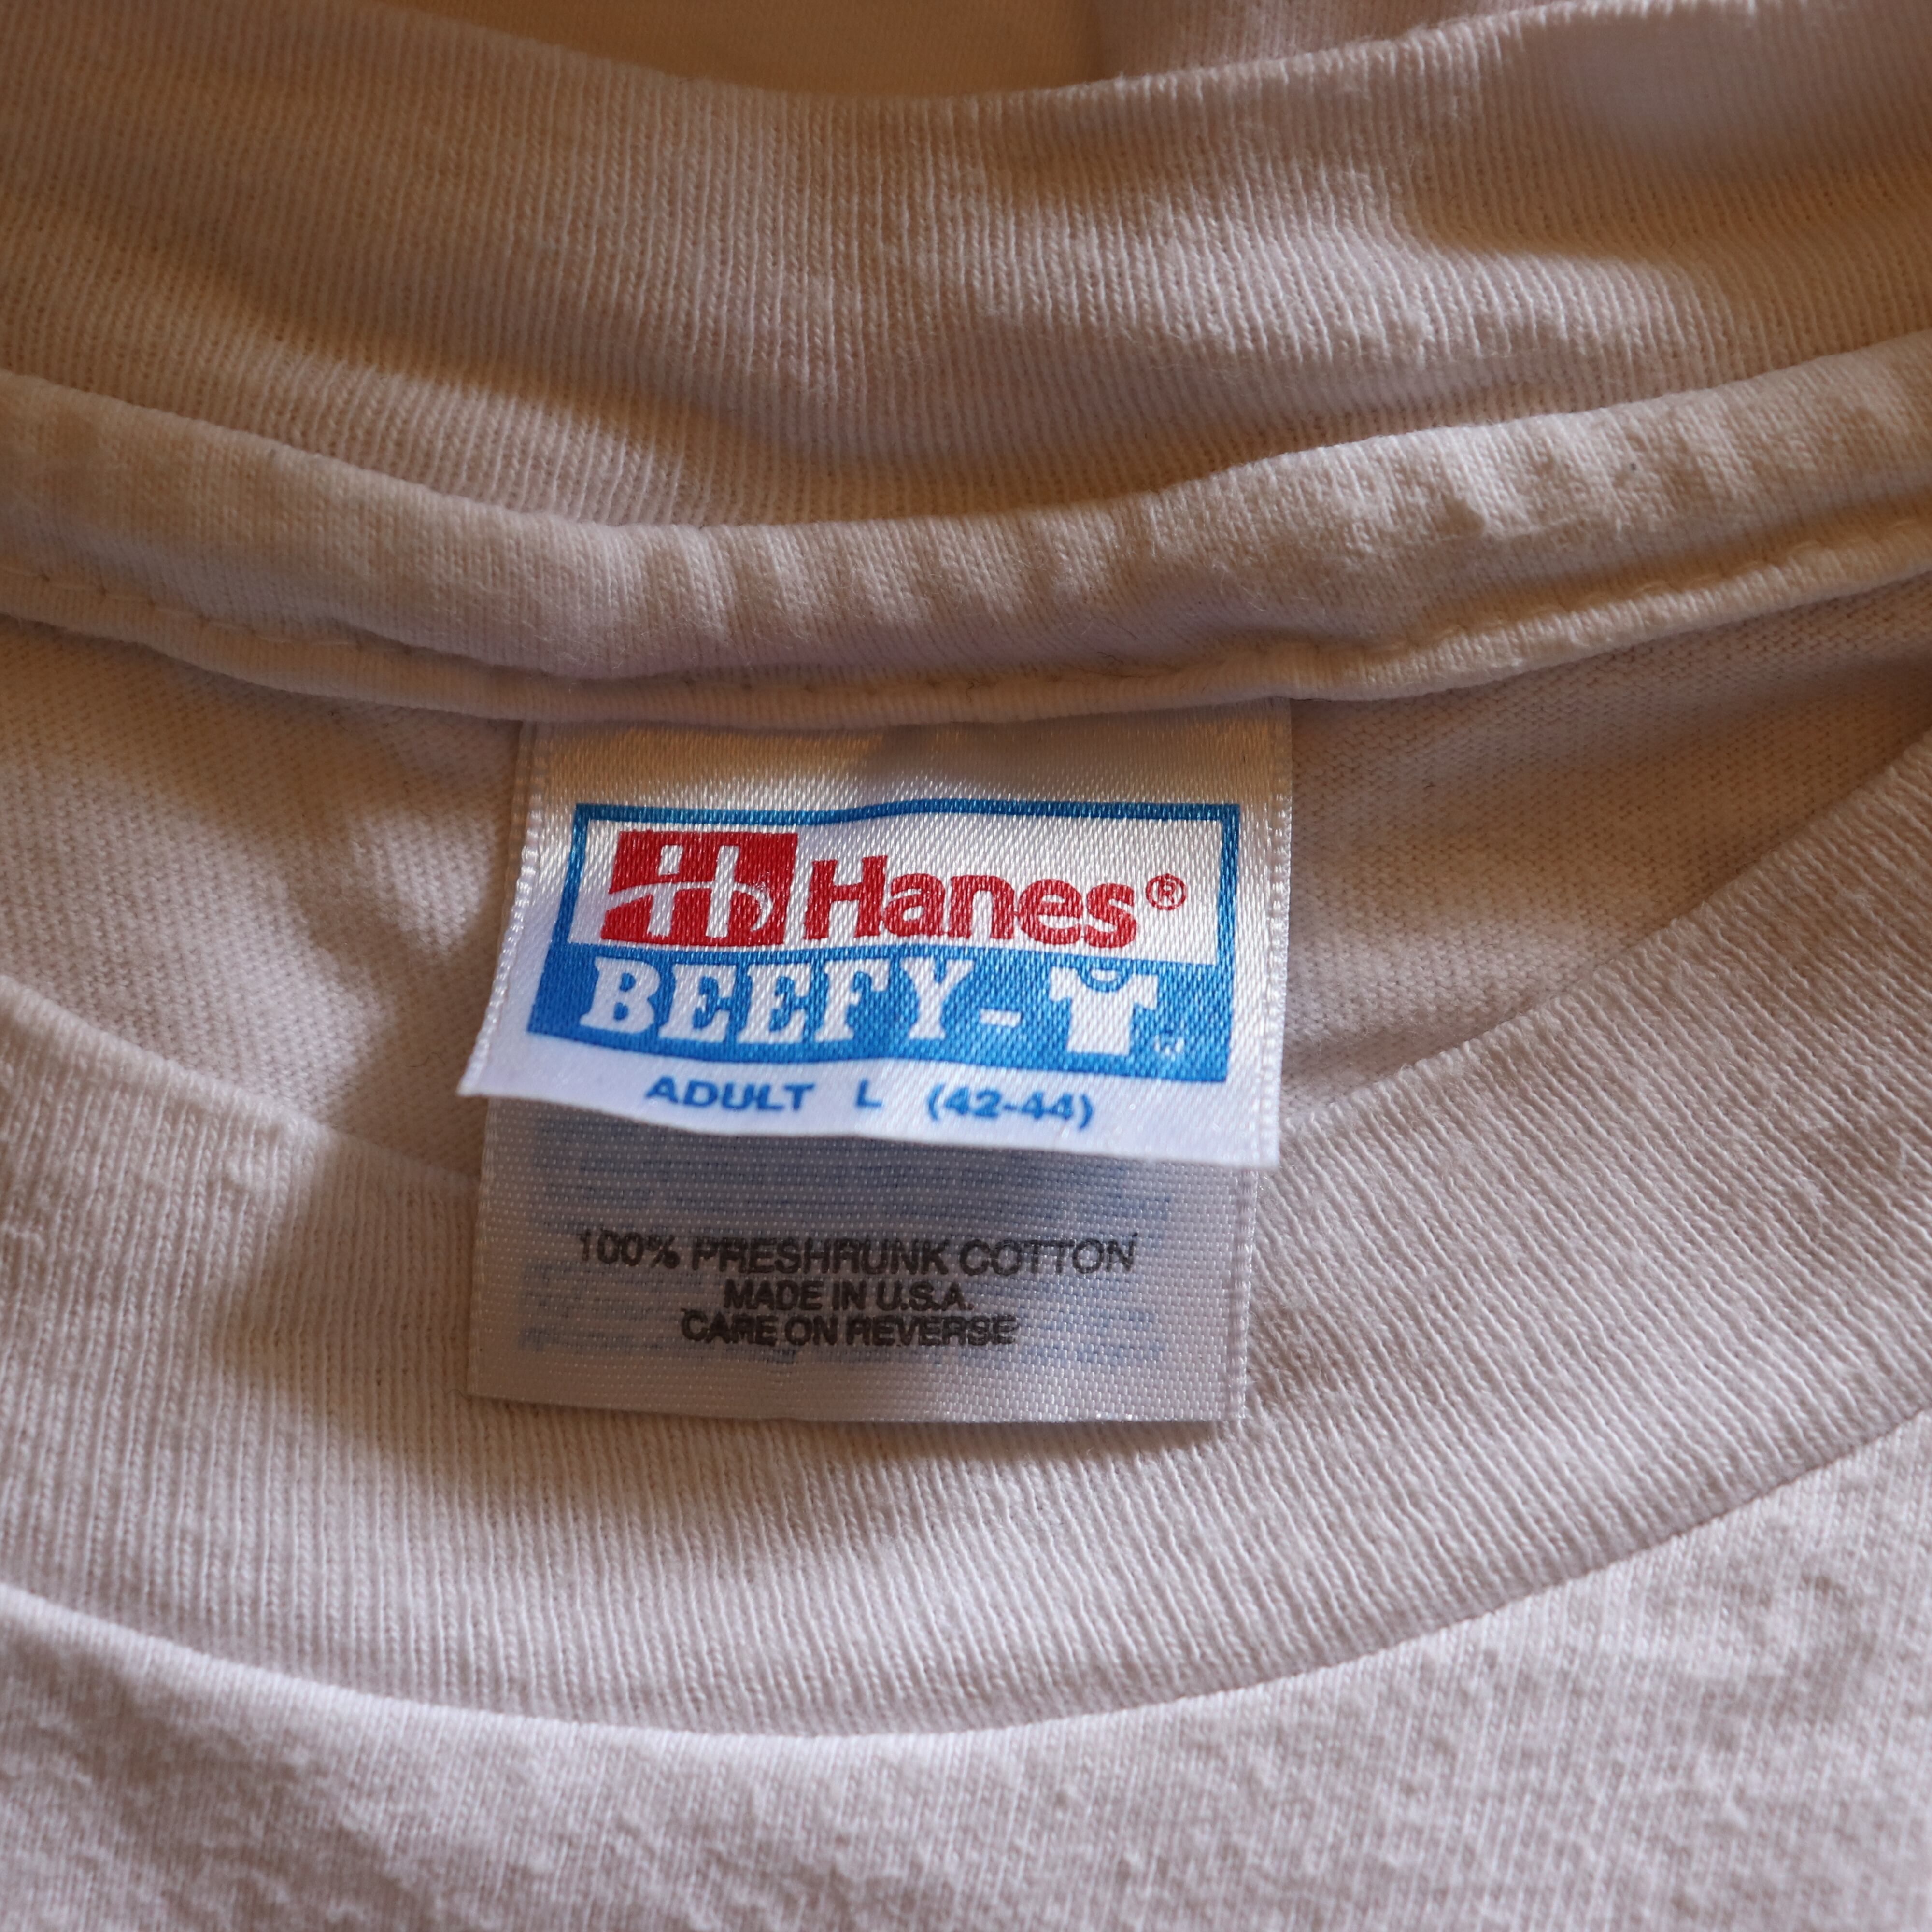 Hanes®
BEEFY-T
ADULT L (42-44)
100% PRESHRUNK COTTON
MADE IN U.S.A.
CARE ON REVERSE